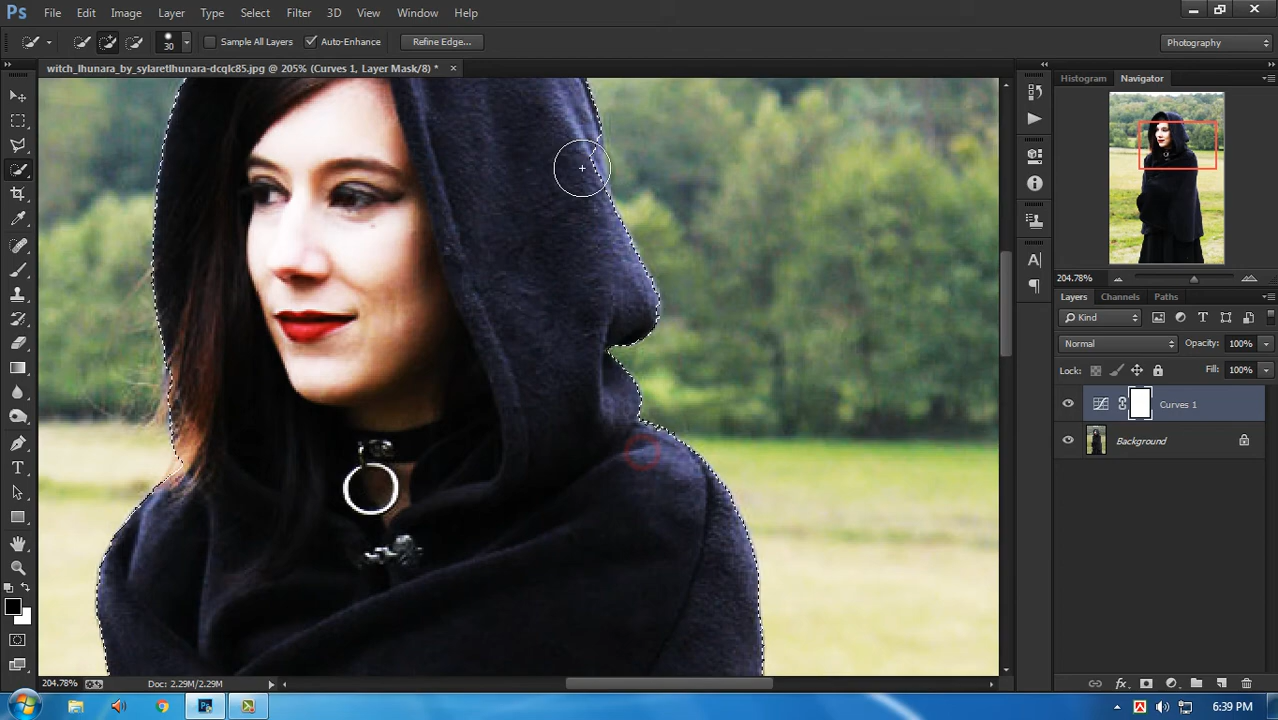 Ps File Edit Image Layer Type Select Filter 3D View Window Help
30 Sample All Layers Auto-Enhance Refine Edge... Photography
witch_lhunara_by_sylaretlhunara-dcqlc85.jpg @ 205% (Curves 1, Layer Mask/8) *
Histogram Navigator
204.78%
Layers Channels Paths
Kind
Normal Opacity: 100%
Lock: Fill: 100%
Curves 1
Background
204.78% Doc: 2.29M/2.29M
6:39 PM